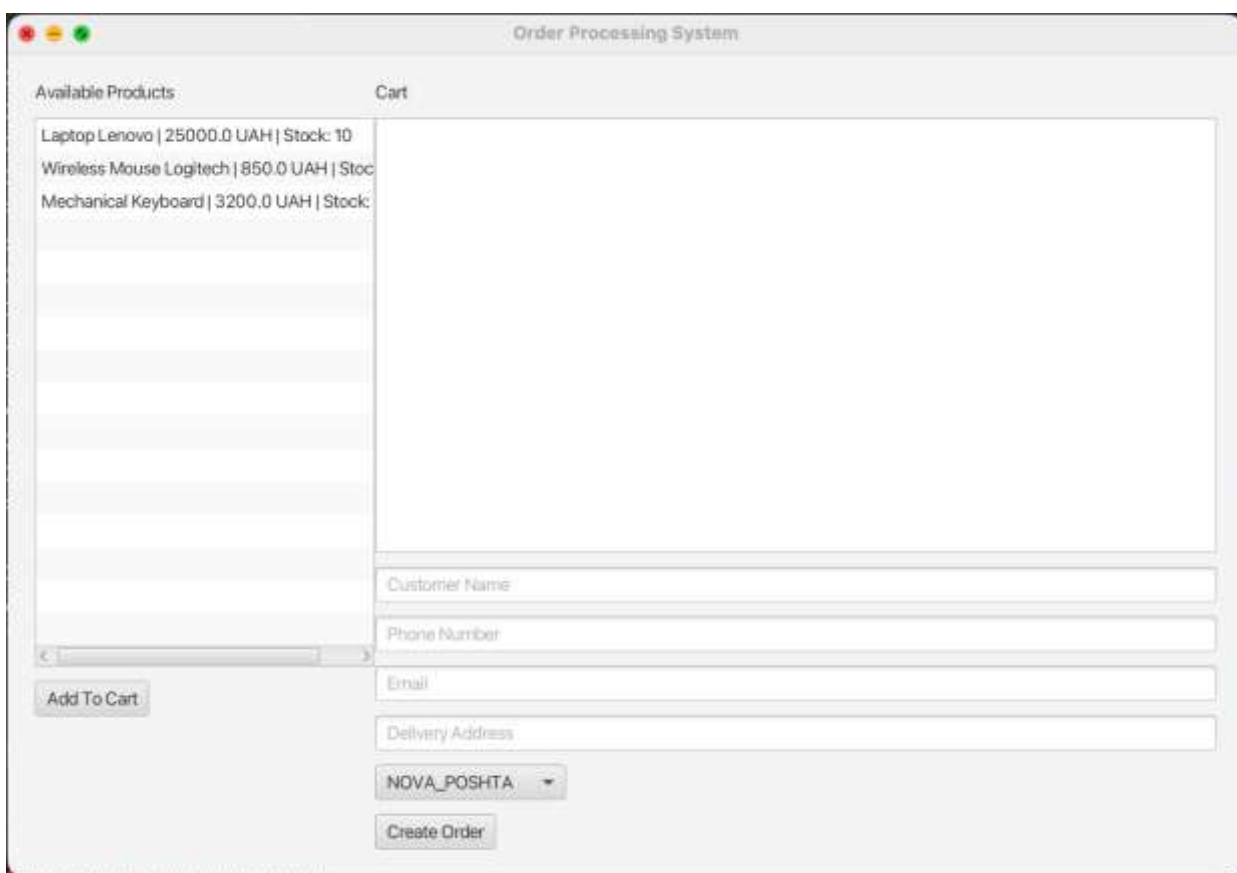 Order Processing System
Available Products
Cart
Laptop Lenovo | 25000.0 UAH | Stock: 10
Wireless Mouse Logitech | 850.0 UAH | Stoc
Mechanical Keyboard | 3200.0 UAH | Stock:
Customer Name
Phone Number
Email
Delivery Address
Add To Cart
NOVA_POSHTA
Create Order